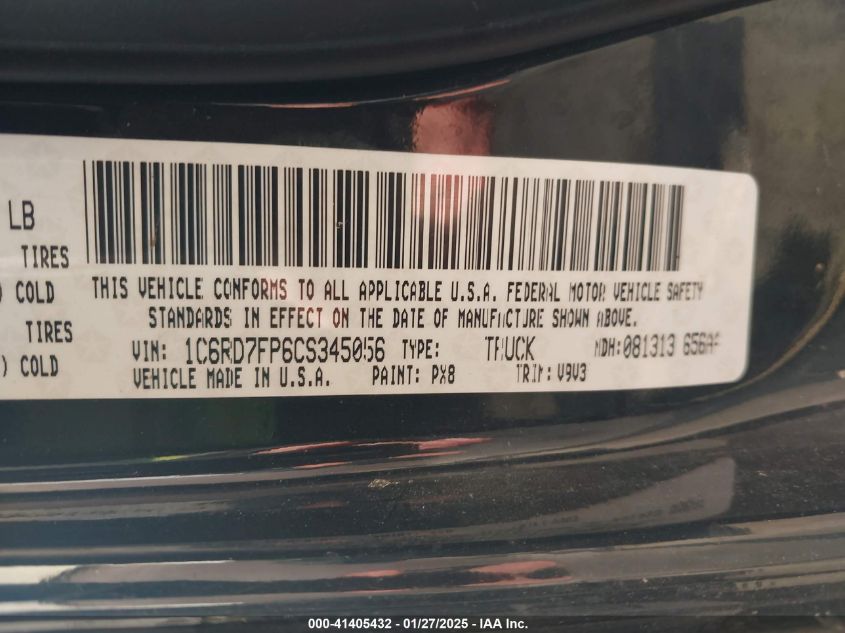 LB
TIRES
) COLD
TIRES
) COLD
THIS VEHICLE CONFORMS TO ALL APPLICABLE U.S.A. FEDERAL MOTOR VEHICLE SAFETY
STANDARDS IN EFFECT ON THE DATE OF MANUFACTURE SHOWN ABOVE.
VIN: 1C6RD7FP6CS345056 TYPE: TRUCK MDH:081313
VEHICLE MADE IN U.S.A. PAINT: PX8 TRIM: V9V3
000-41405432 - 01/27/2025 - IAA Inc.